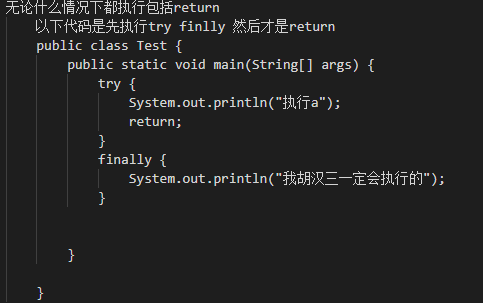 无论什么情况下都执行包括return
以下代码是先执行try finlly 然后才是return
public class Test {
public static void main(String[] args) {
try {
System.out.println("执行a");
return;
}
finally {
System.out.println("我胡汉三一定会执行的");
}
}
}